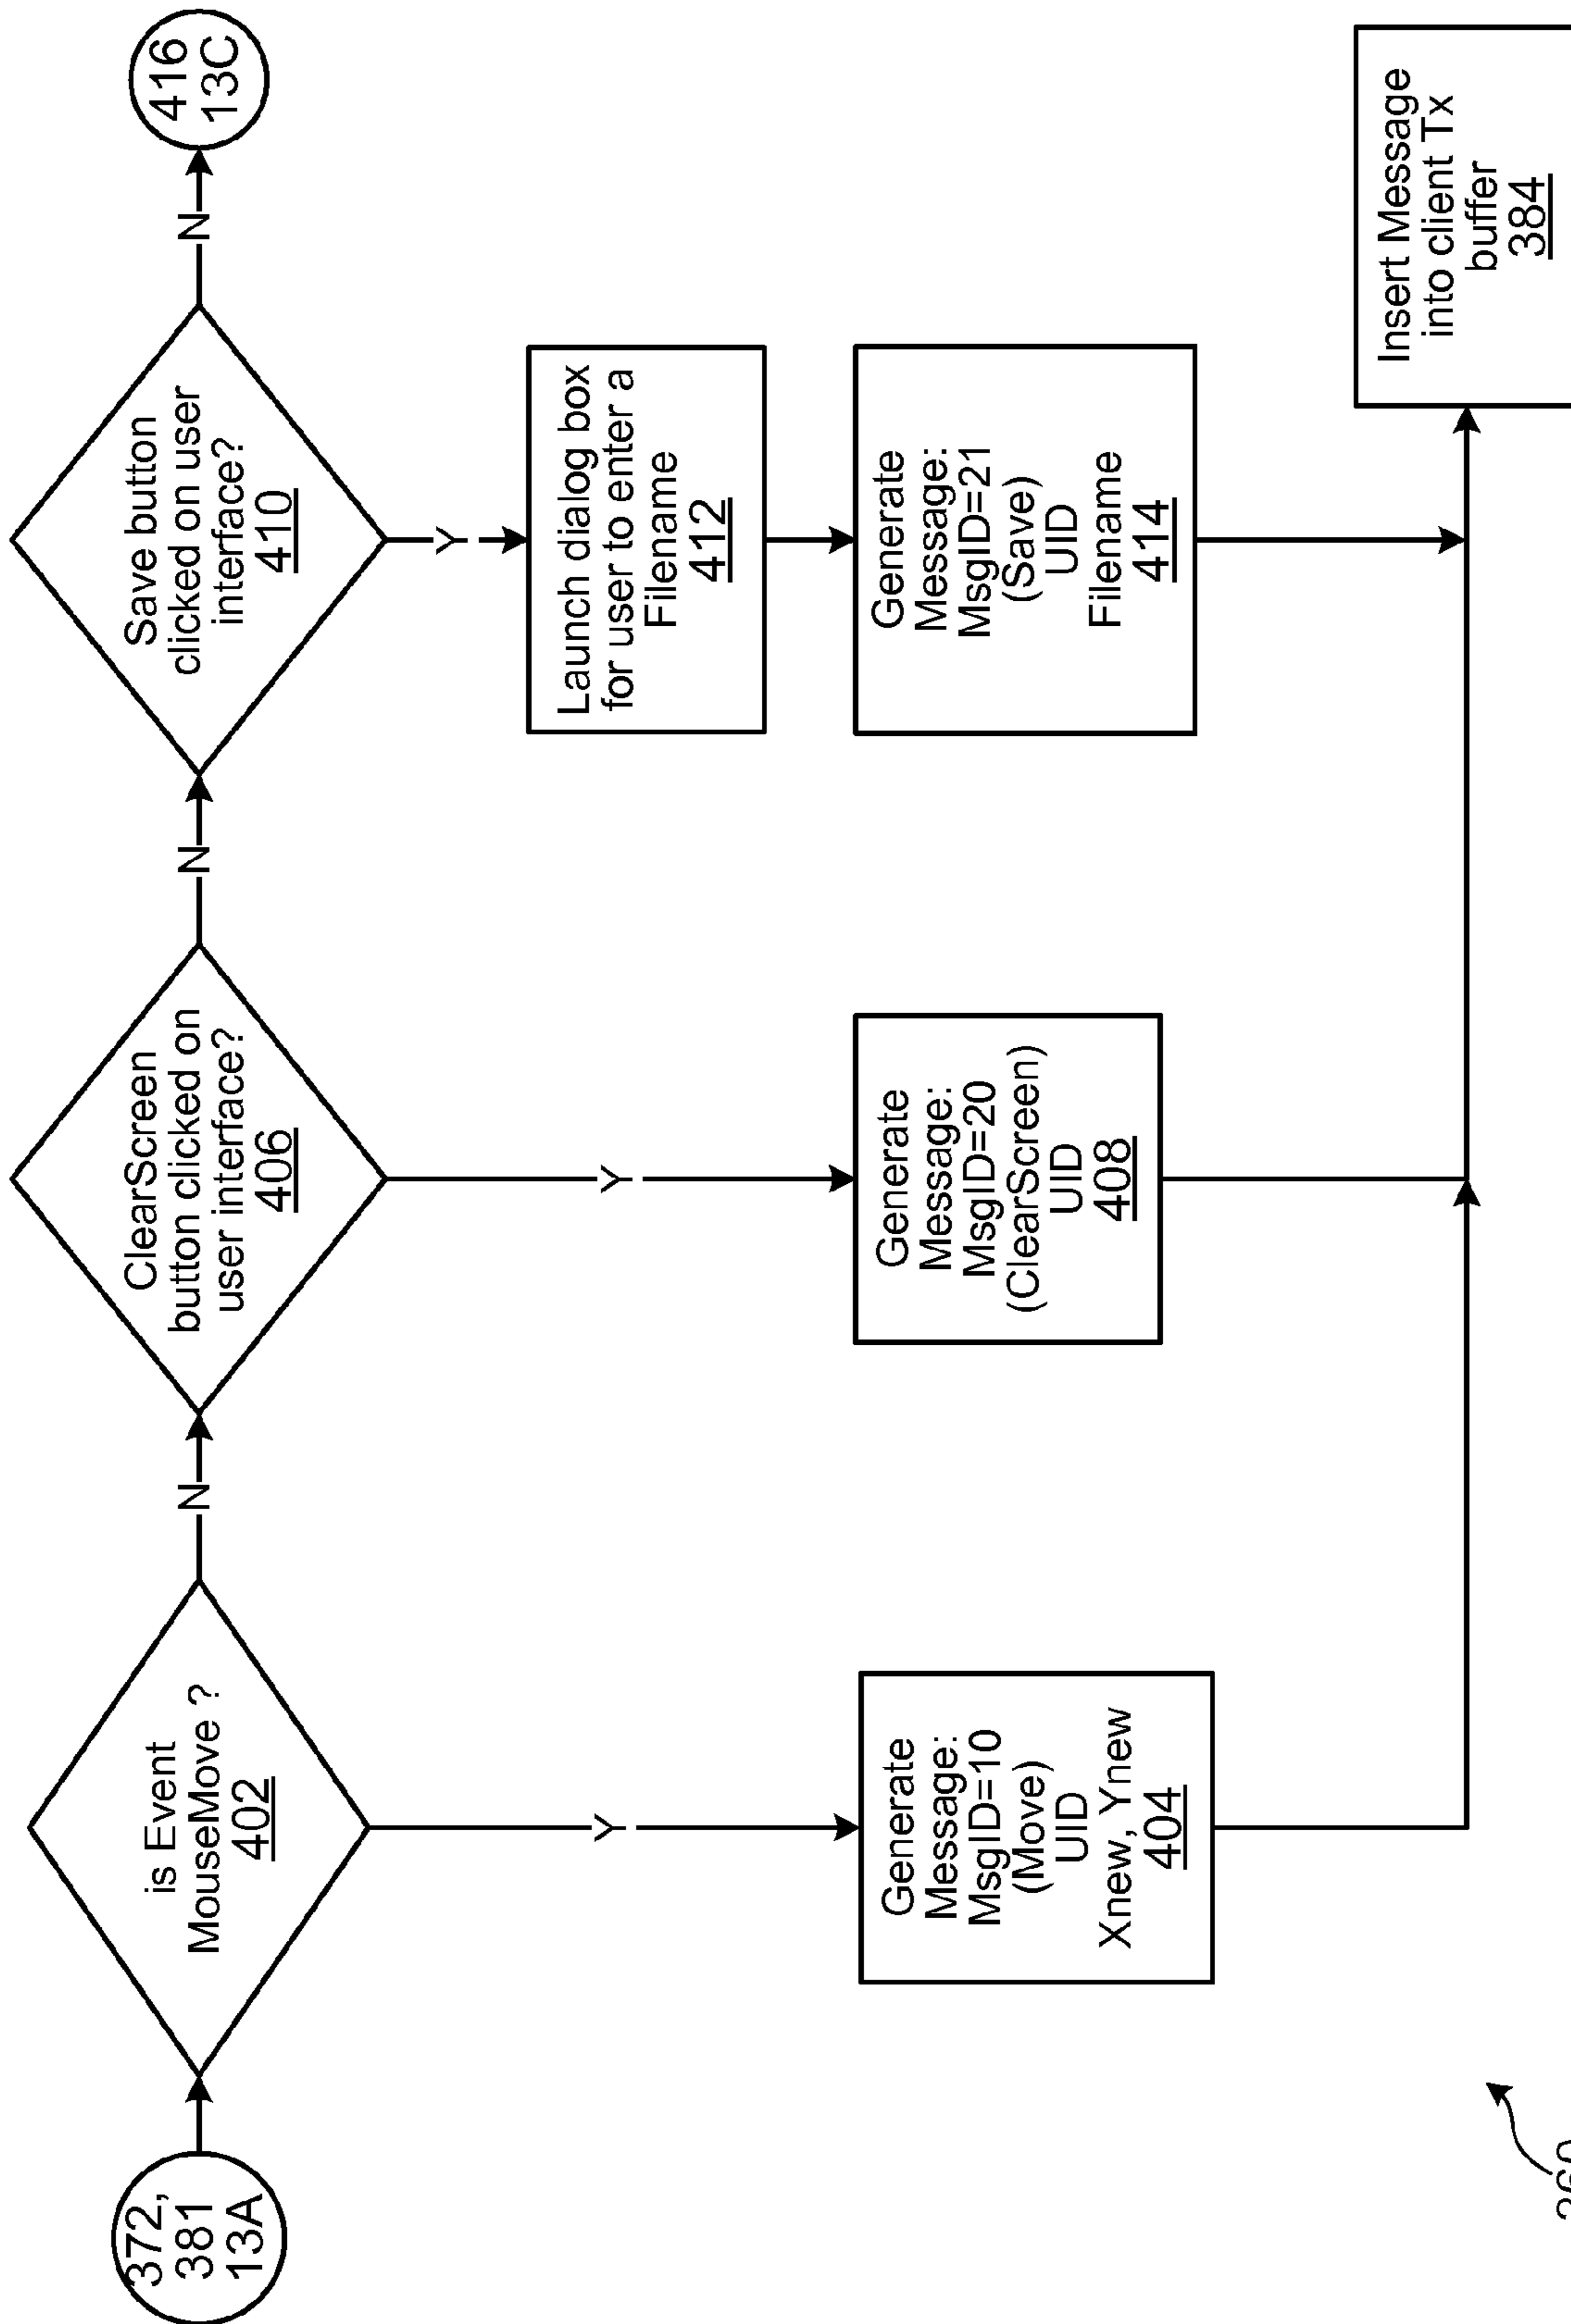 372,
381
13A
is Event
MouseMove ?
402
N
Y
Generate
Message:
MsgID=10
(Move)
UID
Xnew, Ynew
404
ClearScreen
button clicked on
user interface?
406
N
Y
Generate
Message:
MsgID=20
(ClearScreen)
UID
408
Save button
clicked on user
interface?
410
N
Y
Launch dialog box
for user to enter a
Filename
412
Generate
Message:
MsgID=21
(Save)
UID
Filename
414
416
13C
Insert Message
into client Tx
buffer
384